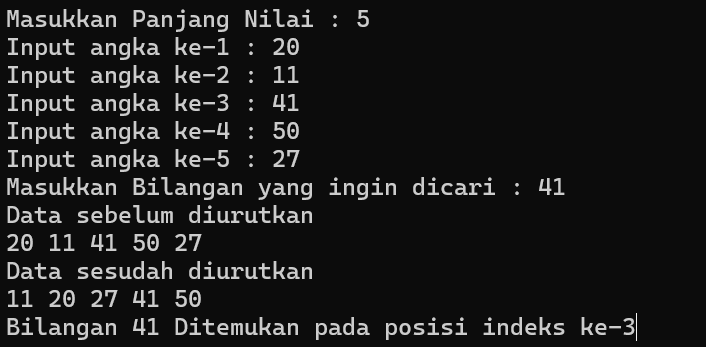 Masukkan Panjang Nilai : 5
Input angka ke-1 : 20
Input angka ke-2 : 11
Input angka ke-3 : 41
Input angka ke-4 : 50
Input angka ke-5 : 27
Masukkan Bilangan yang ingin dicari : 41
Data sebelum diurutkan
20 11 41 50 27
Data sesudah diurutkan
11 20 27 41 50
Bilangan 41 Ditemukan pada posisi indeks ke-3